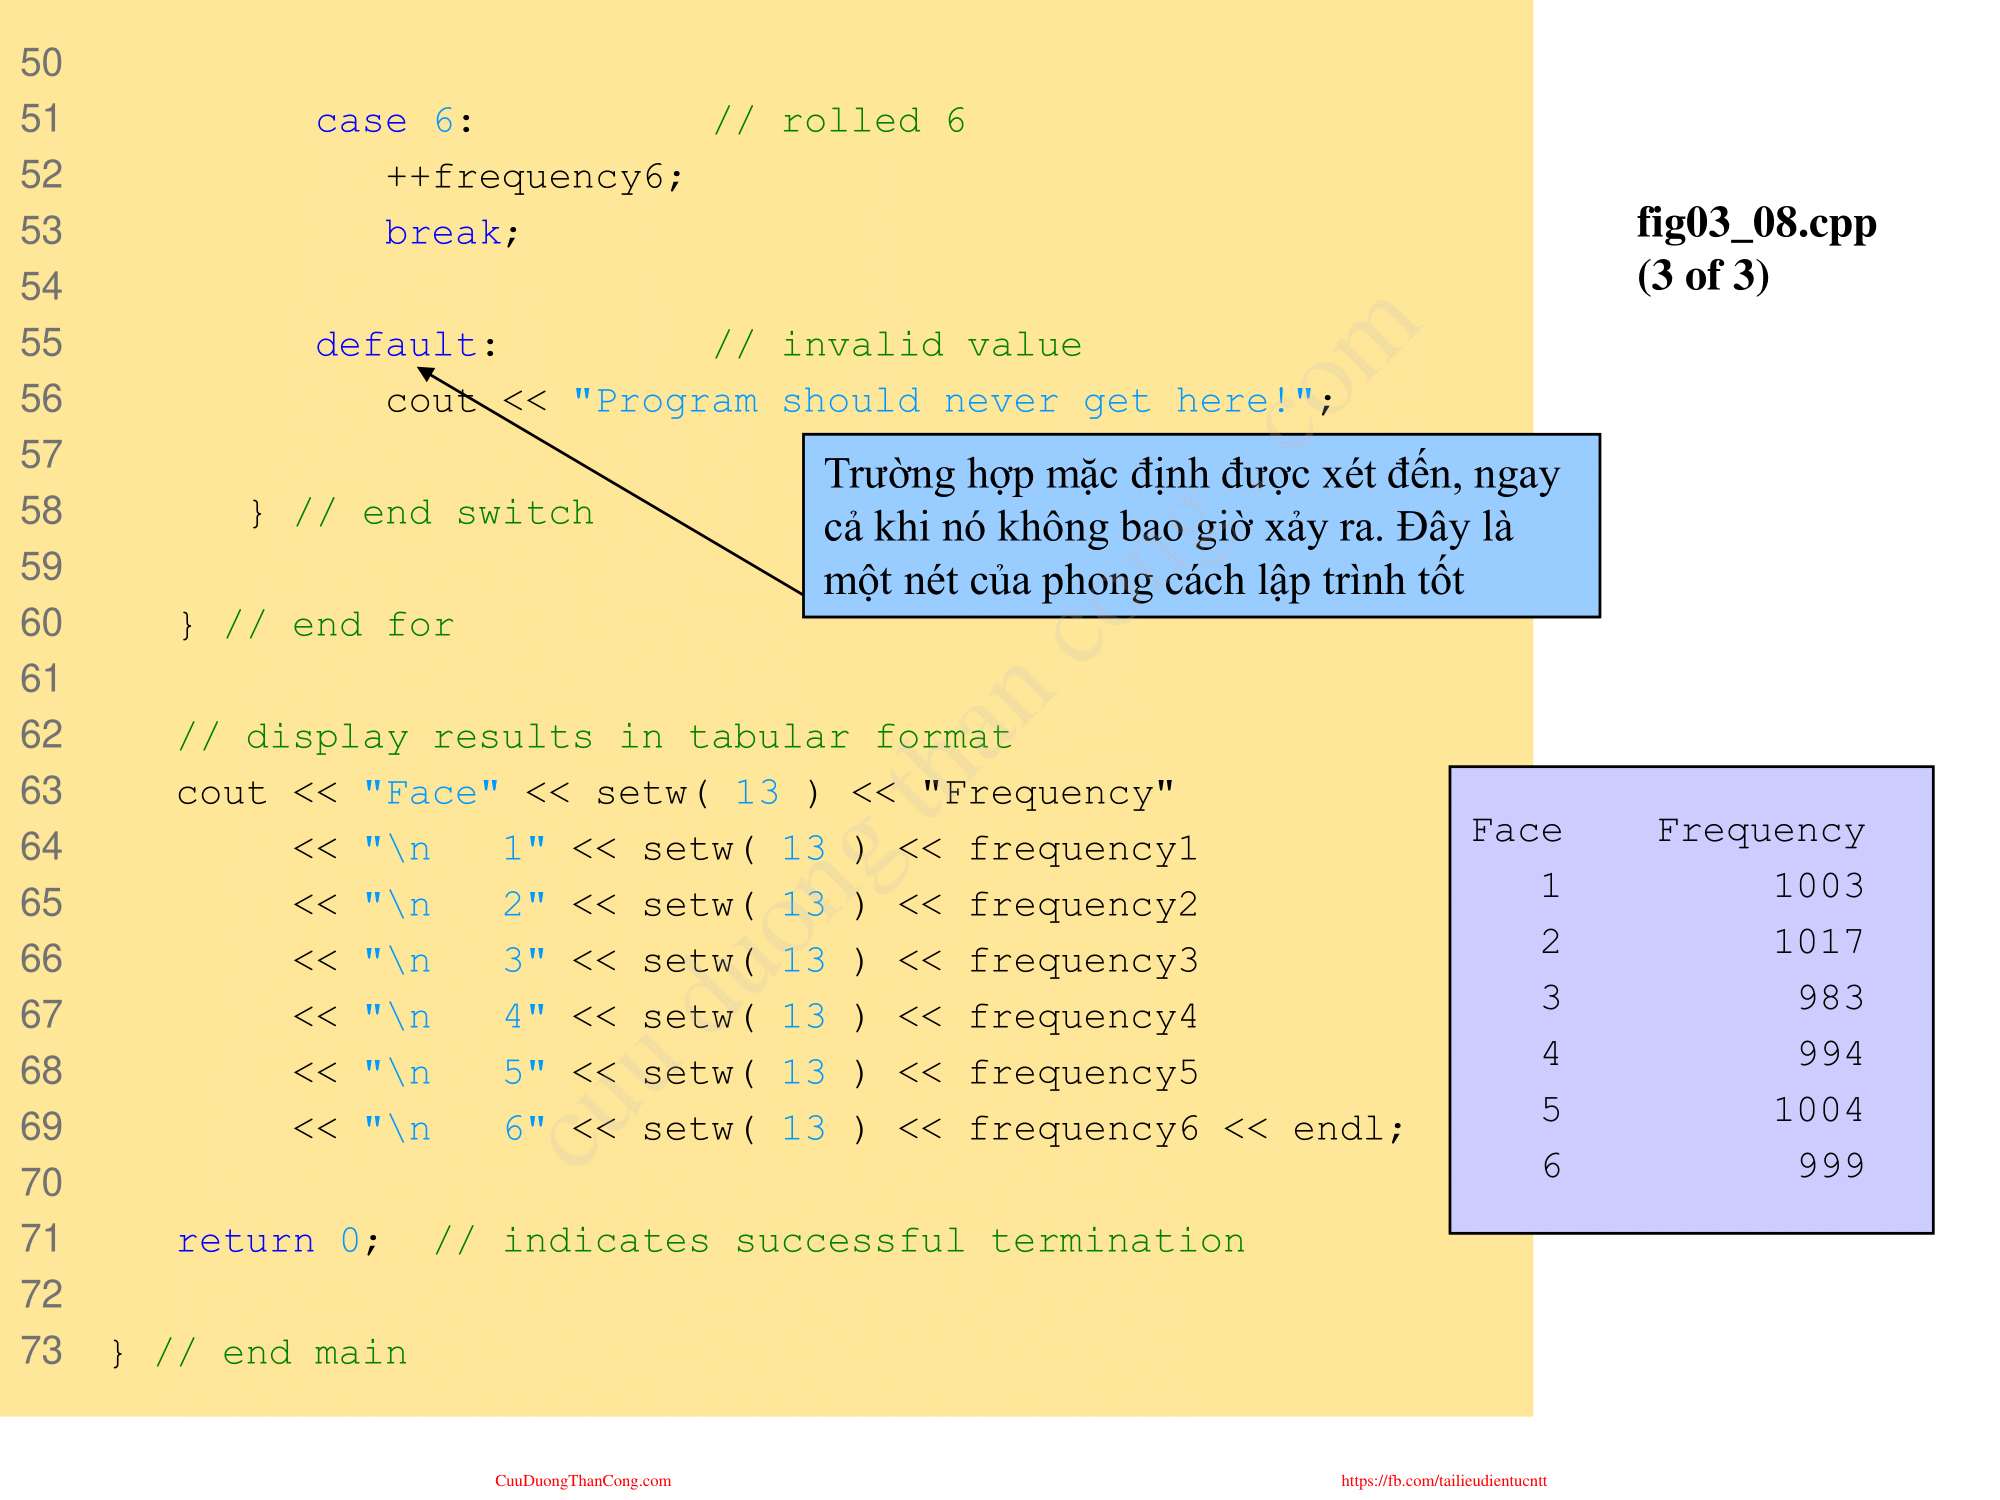 50
51 case 6: // rolled 6
52 ++frequency6;
53 break;
54
55 default: // invalid value
56 cout << "Program should never get here!";
57
58 } // end switch
59
60 } // end for
61
62 // display results in tabular format
63 cout << "Face" << setw( 13 ) << "Frequency"
64 << "\n   1" << setw( 13 ) << frequency1
65 << "\n   2" << setw( 13 ) << frequency2
66 << "\n   3" << setw( 13 ) << frequency3
67 << "\n   4" << setw( 13 ) << frequency4
68 << "\n   5" << setw( 13 ) << frequency5
69 << "\n   6" << setw( 13 ) << frequency6 << endl;
70
71 return 0; // indicates successful termination
72
73 } // end main
fig03_08.cpp
(3 of 3)
Trường hợp mặc định được xét đến, ngay
cả khi nó không bao giờ xảy ra. Đây là
một nét của phong cách lập trình tốt
Face Frequency
1 1003
2 1017
3 983
4 994
5 1004
6 999
cuu duong than cong . com
CuuDuongThanCong.com
https://fb.com/tailieudientucntt